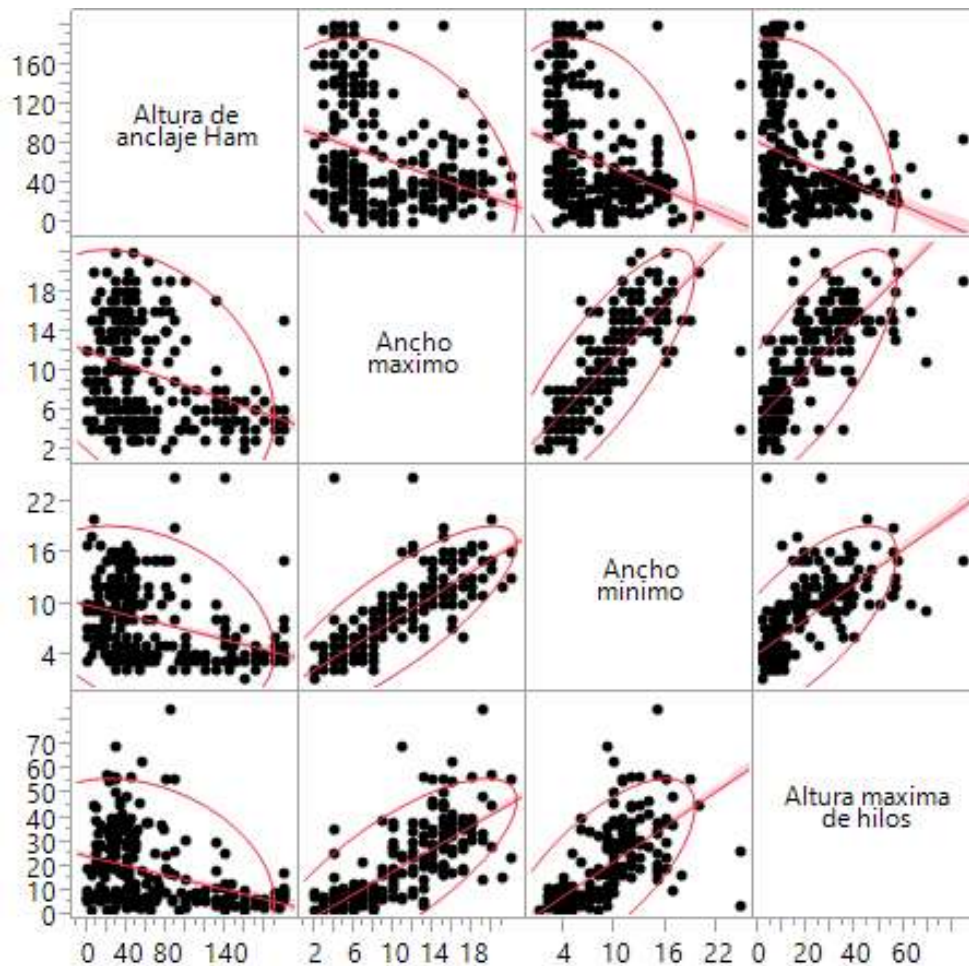 160
120
80
40
0
Altura de
anclaje Ham
18
14
10
6
2
Ancho
maximo
22
16
10
4
Ancho
minimo
70
60
50
40
30
20
10
0
Altura maxima
de hilos
0 40 80 140
2 6 10 14 18
4 10 16 22
0 20 40 60